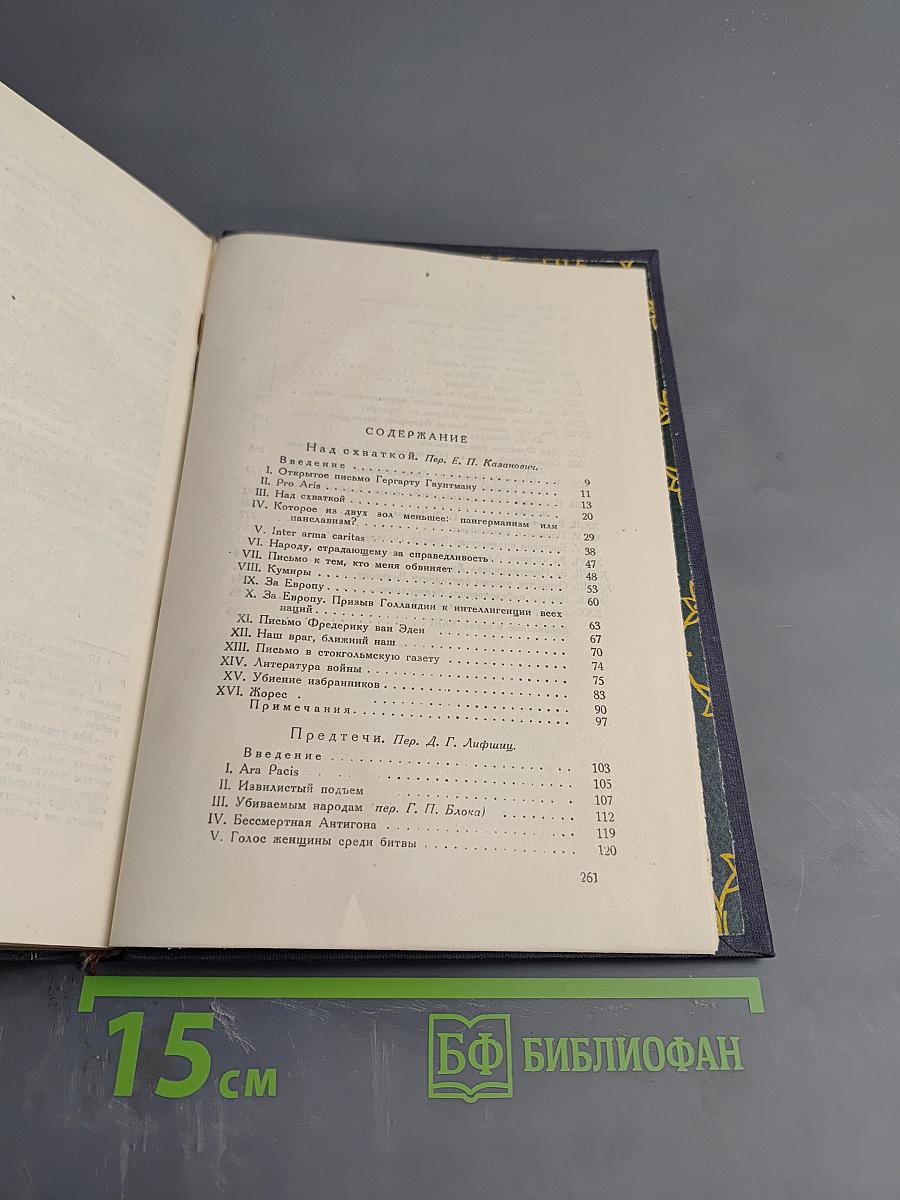 СОДЕРЖАНИЕ
Над схваткой. Пер. Е. П. Казанович.
Введение . . . . . . . . . . . . . . . . . . . . 9
I. Открытое письмо Гергарту Гауптману . . . . . . . . . 11
II. Pro Aris . . . . . . . . . . . . . . . . . . . . 13
III. Над схваткой . . . . . . . . . . . . . . . . . . 20
IV. Которое из двух зол меньшее: пангерманизм или
панславизм? . . . . . . . . . . . . . . . . . . 29
V. Inter arma caritas . . . . . . . . . . . . . . . . 38
VI. Народу, страдающему за справедливость . . . . . . . . 47
VII. Письмо к тем, кто меня обвиняет . . . . . . . . . . 48
VIII. Кумиры . . . . . . . . . . . . . . . . . . . . 53
IX. За Европу . . . . . . . . . . . . . . . . . . . 60
X. За Европу. Призыв Голландии к интеллигенции всех
наций . . . . . . . . . . . . . . . . . . . . 63
XI. Письмо Фредерику ван Эден . . . . . . . . . . . . 67
XII. Наш враг, ближний наш . . . . . . . . . . . . . . 70
XIII. Письмо в стокгольмскую газету . . . . . . . . . . 74
XIV. Литература войны . . . . . . . . . . . . . . . . 75
XV. Убиение избранников . . . . . . . . . . . . . . . 83
XVI. Жорес . . . . . . . . . . . . . . . . . . . . . 90
Примечания . . . . . . . . . . . . . . . . . . . 97
Предтечи. Пер. Д. Г. Лифшиц.
Введение . . . . . . . . . . . . . . . . . . . . 103
I. Ara Pacis . . . . . . . . . . . . . . . . . . . 105
II. Извилистый подъем . . . . . . . . . . . . . . . . 107
III. Убиваемым народам (пер. Г. П. Блока) . . . . . . . . 112
IV. Бессмертная Антигона . . . . . . . . . . . . . . . 119
V. Голос женщины среди битвы . . . . . . . . . . . . . 120
261
15 см
БФ БИБЛИОФАН